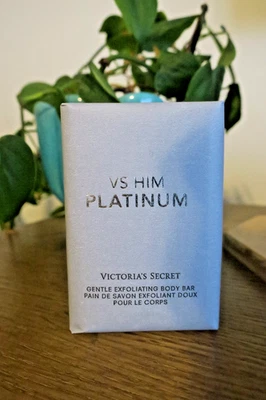 VS HIM
PLATINUM
VICTORIA'S SECRET
GENTLE EXFOLIATING BODY BAR
PAIN DE SAVON EXFOLIANT DOUX
POUR LE CORPS